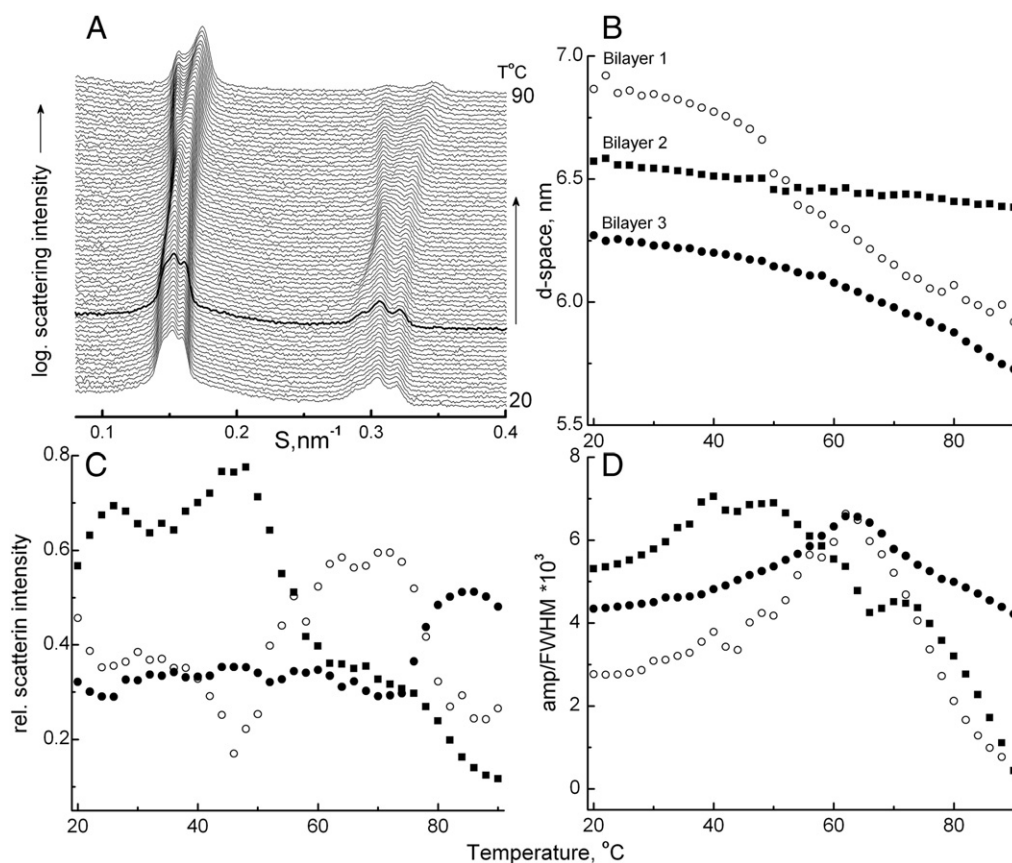 A
log. scattering intensity
T°C
90
20
0.1
0.2
0.3
0.4
S,nm⁻¹
B
Bilayer 1
Bilayer 2
Bilayer 3
7.0
6.5
6.0
5.5
d-space, nm
20
40
60
80
C
0.8
0.6
0.4
0.2
rel. scatterin intensity
20
40
60
80
D
8
6
4
2
0
amp/FWHM *10³
20
40
60
80
Temperature, °C